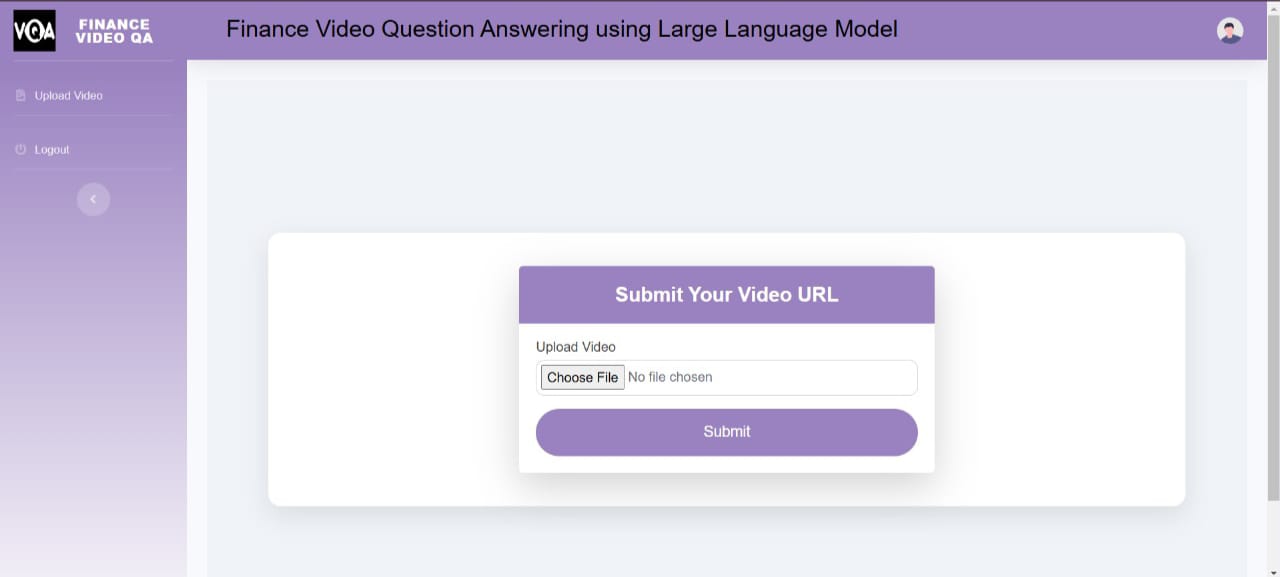 VQA
FINANCE
VIDEO QA
Finance Video Question Answering using Large Language Model
Upload Video
Logout
Submit Your Video URL
Upload Video
Choose File No file chosen
Submit